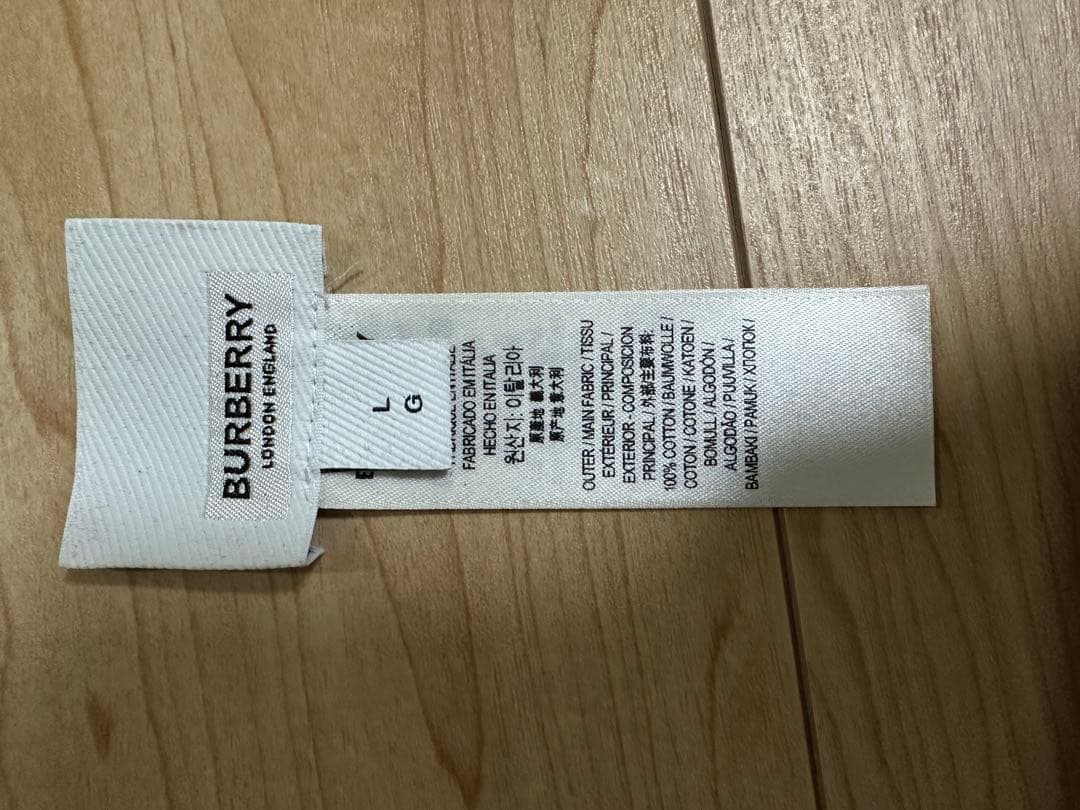 BURBERRY
LONDON ENGLAND
L
G
FABRICADO EM ITÁLIA
HECHO EN ITALIA
원산지: 이탈리아
原產地 義大利
原产地 意大利
OUTER / MAIN FABRIC / TISSU
EXTERIEUR / PRINCIPAL /
EXTERIOR - COMPOSICION
PRINCIPAL / 外部/主要布料:
100% COTTON / BAUMWOLLE /
COTON / COTONE / KATOEN /
BOMULL / ALGODÓN /
ALGODÃO / PUUVILLA /
BAMBAKI / PAMUK / ХЛОПОК /